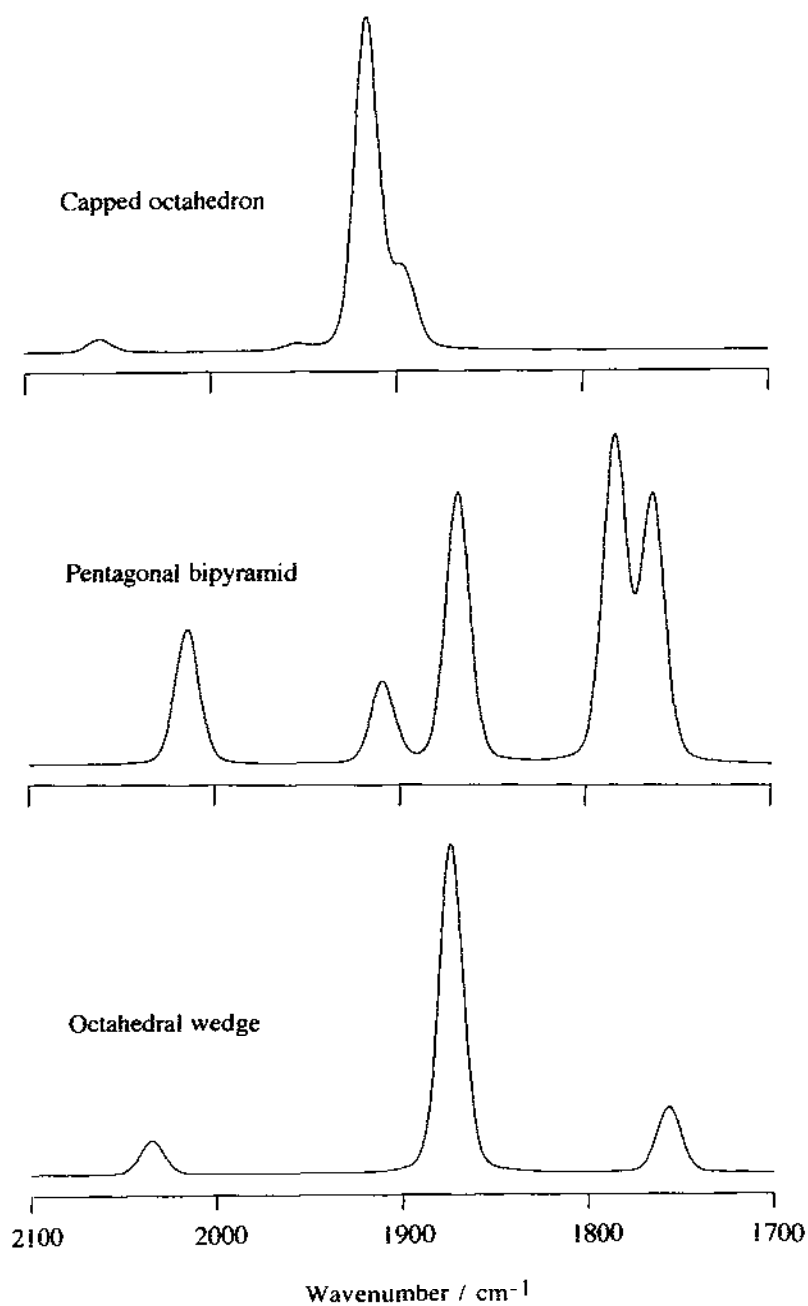 Capped octahedron
Pentagonal bipyramid
Octahedral wedge
2100 2000 1900 1800 1700
Wavenumber / cm-1